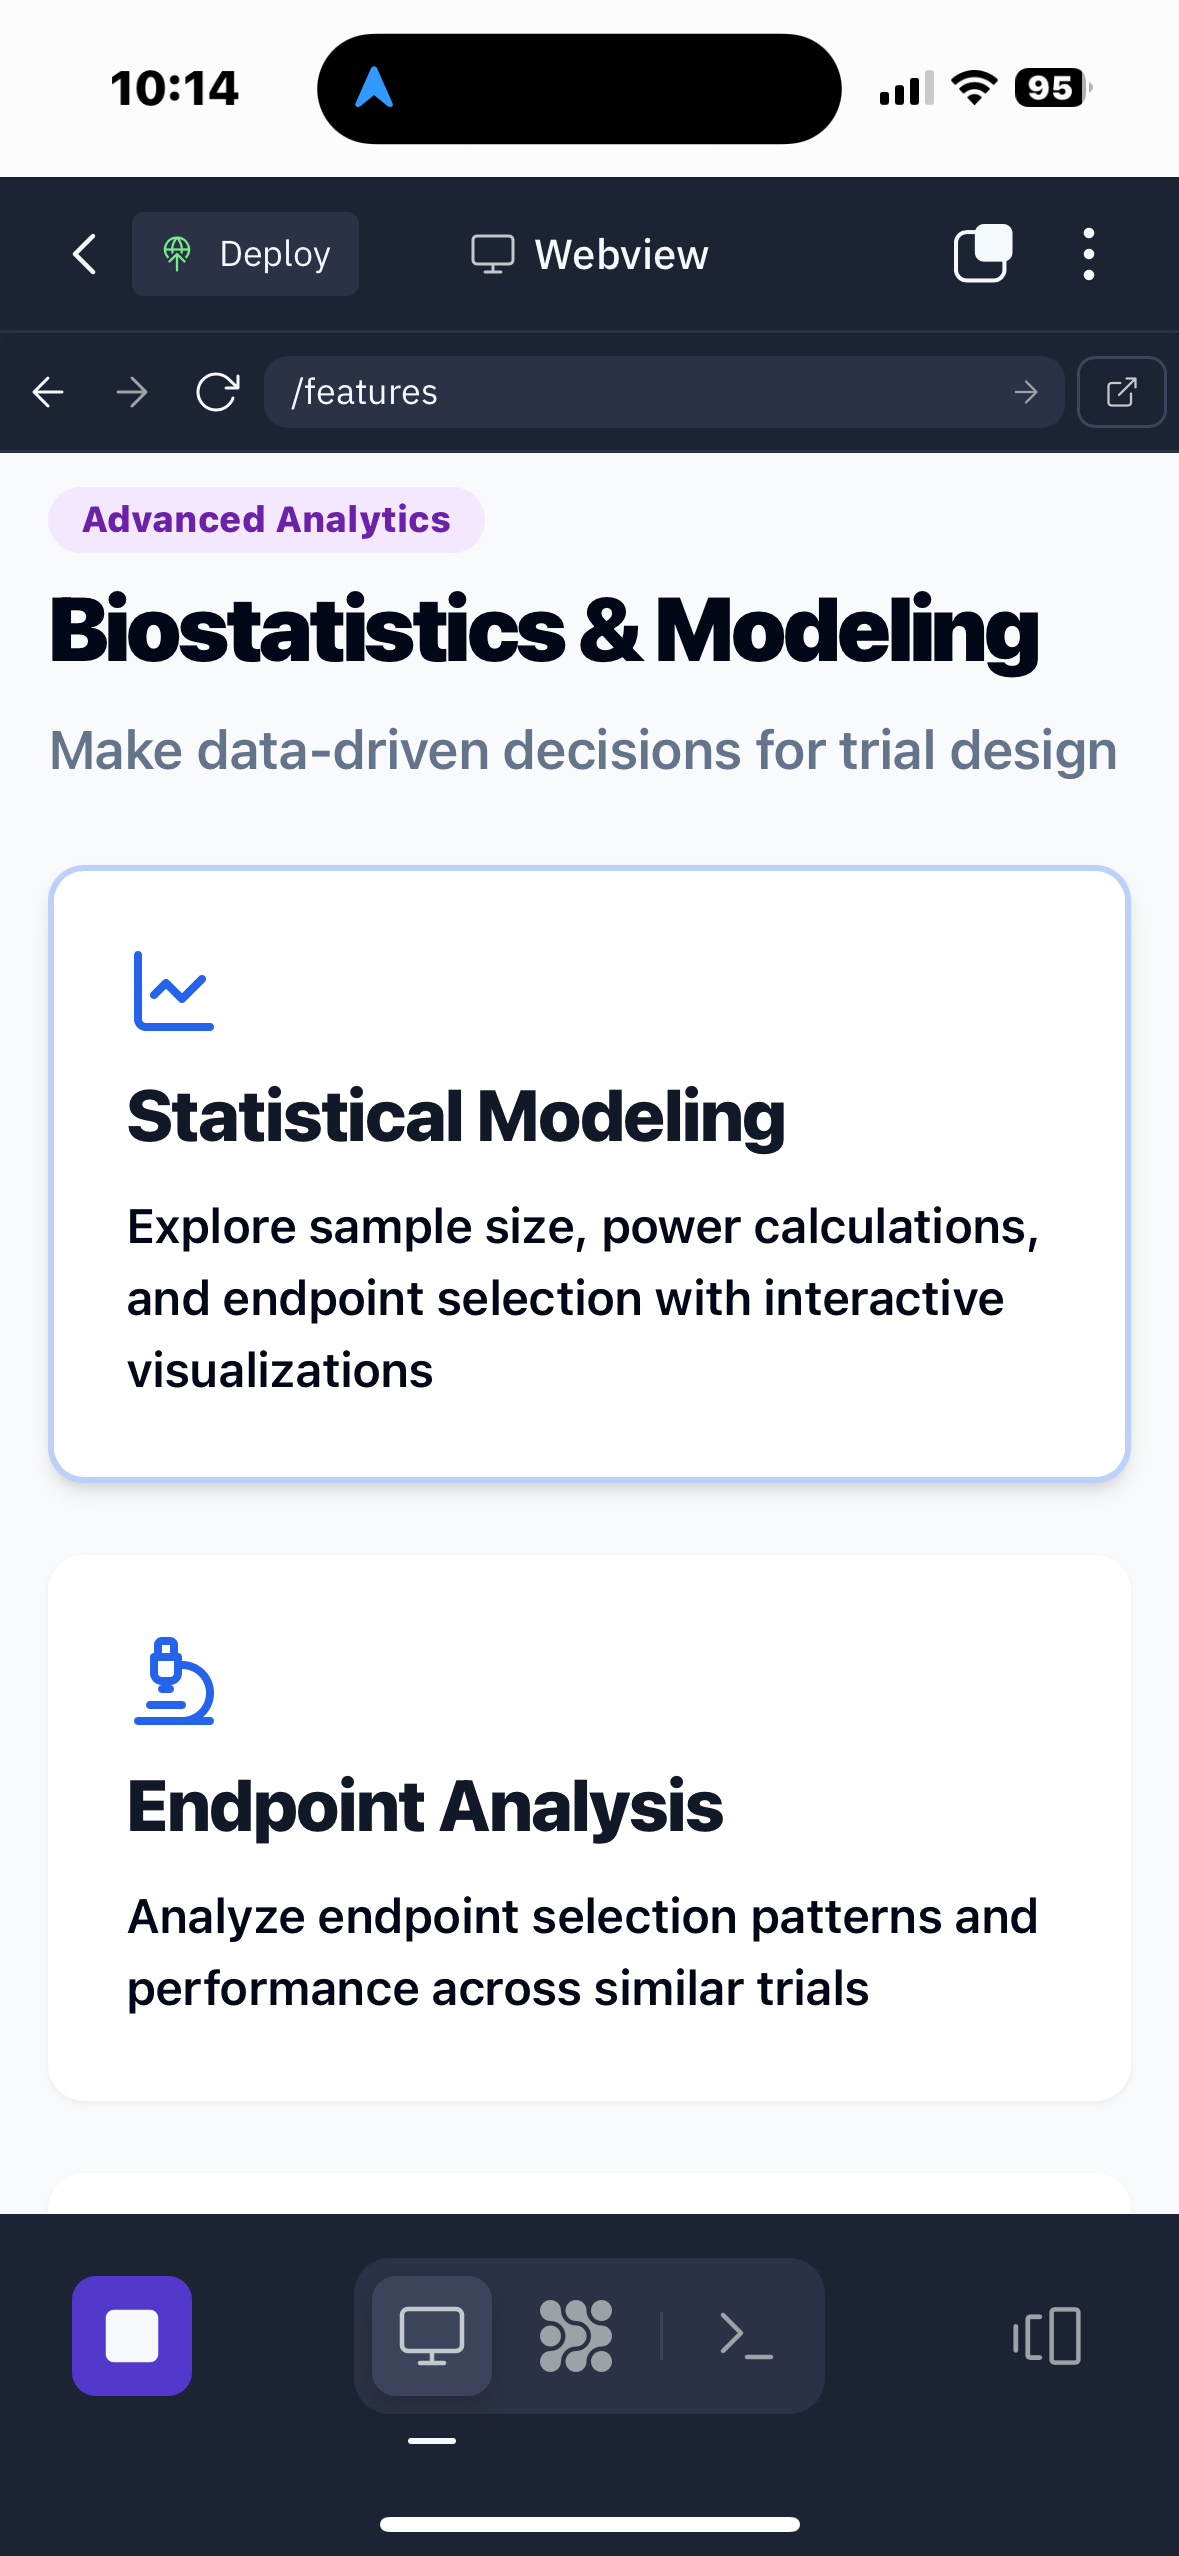 10:14
95
Deploy
Webview
/features
Advanced Analytics
Biostatistics & Modeling
Make data-driven decisions for trial design
Statistical Modeling
Explore sample size, power calculations,
and endpoint selection with interactive
visualizations
Endpoint Analysis
Analyze endpoint selection patterns and
performance across similar trials